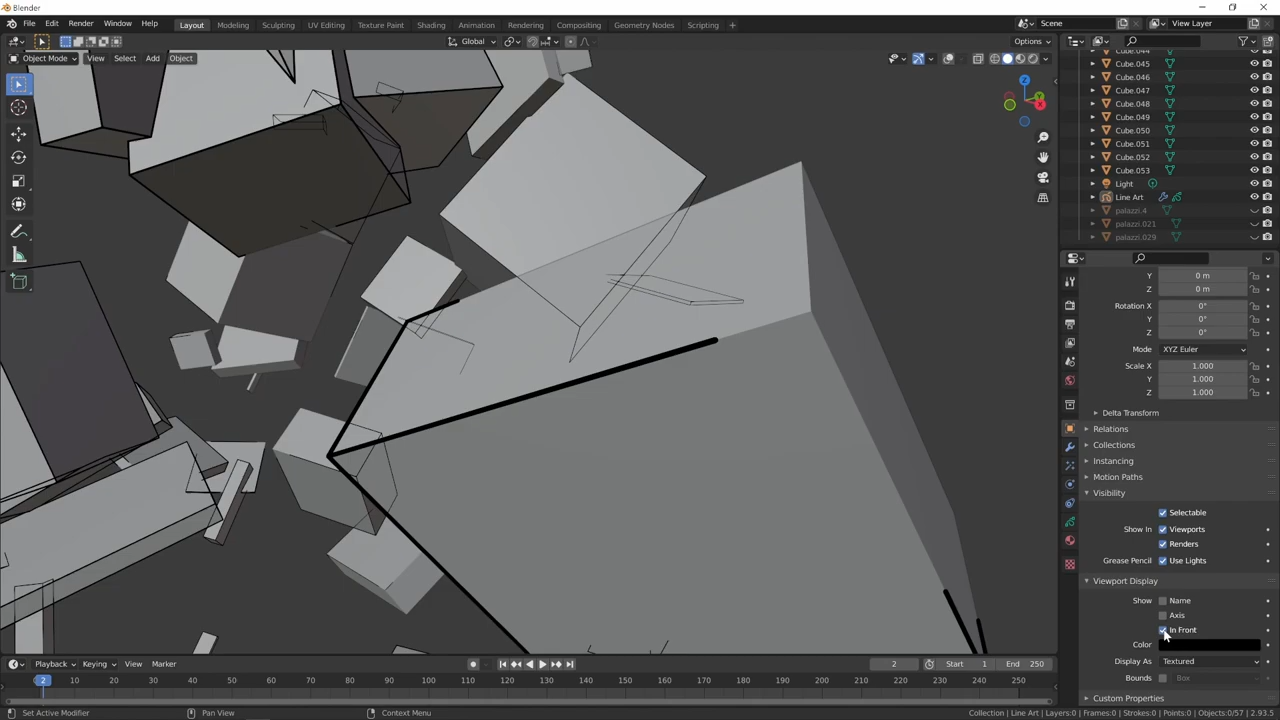 Blender
File Edit Render Window Help Layout Modeling Sculpting UV Editing Texture Paint Shading Animation Rendering Compositing Geometry Nodes Scripting + Scene View Layer
Global Options
Object Mode View Select Add Object
Cube.044
Cube.045
Cube.046
Cube.047
Cube.048
Cube.049
Cube.050
Cube.051
Cube.052
Cube.053
Light
Line Art
palazzi.4
palazzi.021
palazzi.029
Z
Y
X
Y 0 m
Z 0 m
Rotation X 0°
Y 0°
Z 0°
Mode XYZ Euler
Scale X 1.000
Y 1.000
Z 1.000
Delta Transform
Relations
Collections
Instancing
Motion Paths
Visibility
Selectable
Show In Viewports
Renders
Grease Pencil Use Lights
Viewport Display
Show Name
Axis
In Front
Color
Display As Textured
Bounds Box
Custom Properties
Playback Keying View Marker 2 Start 1 End 250
2 10 20 30 40 50 60 70 80 90 100 110 120 130 140 150 160 170 180 190 200 210 220 230 240 250
Set Active Modifier Pan View Context Menu Collection | Line Art | Layers:0 | Frames:0 | Strokes:0 | Points:0 | Objects:0/57 | 2.93.5